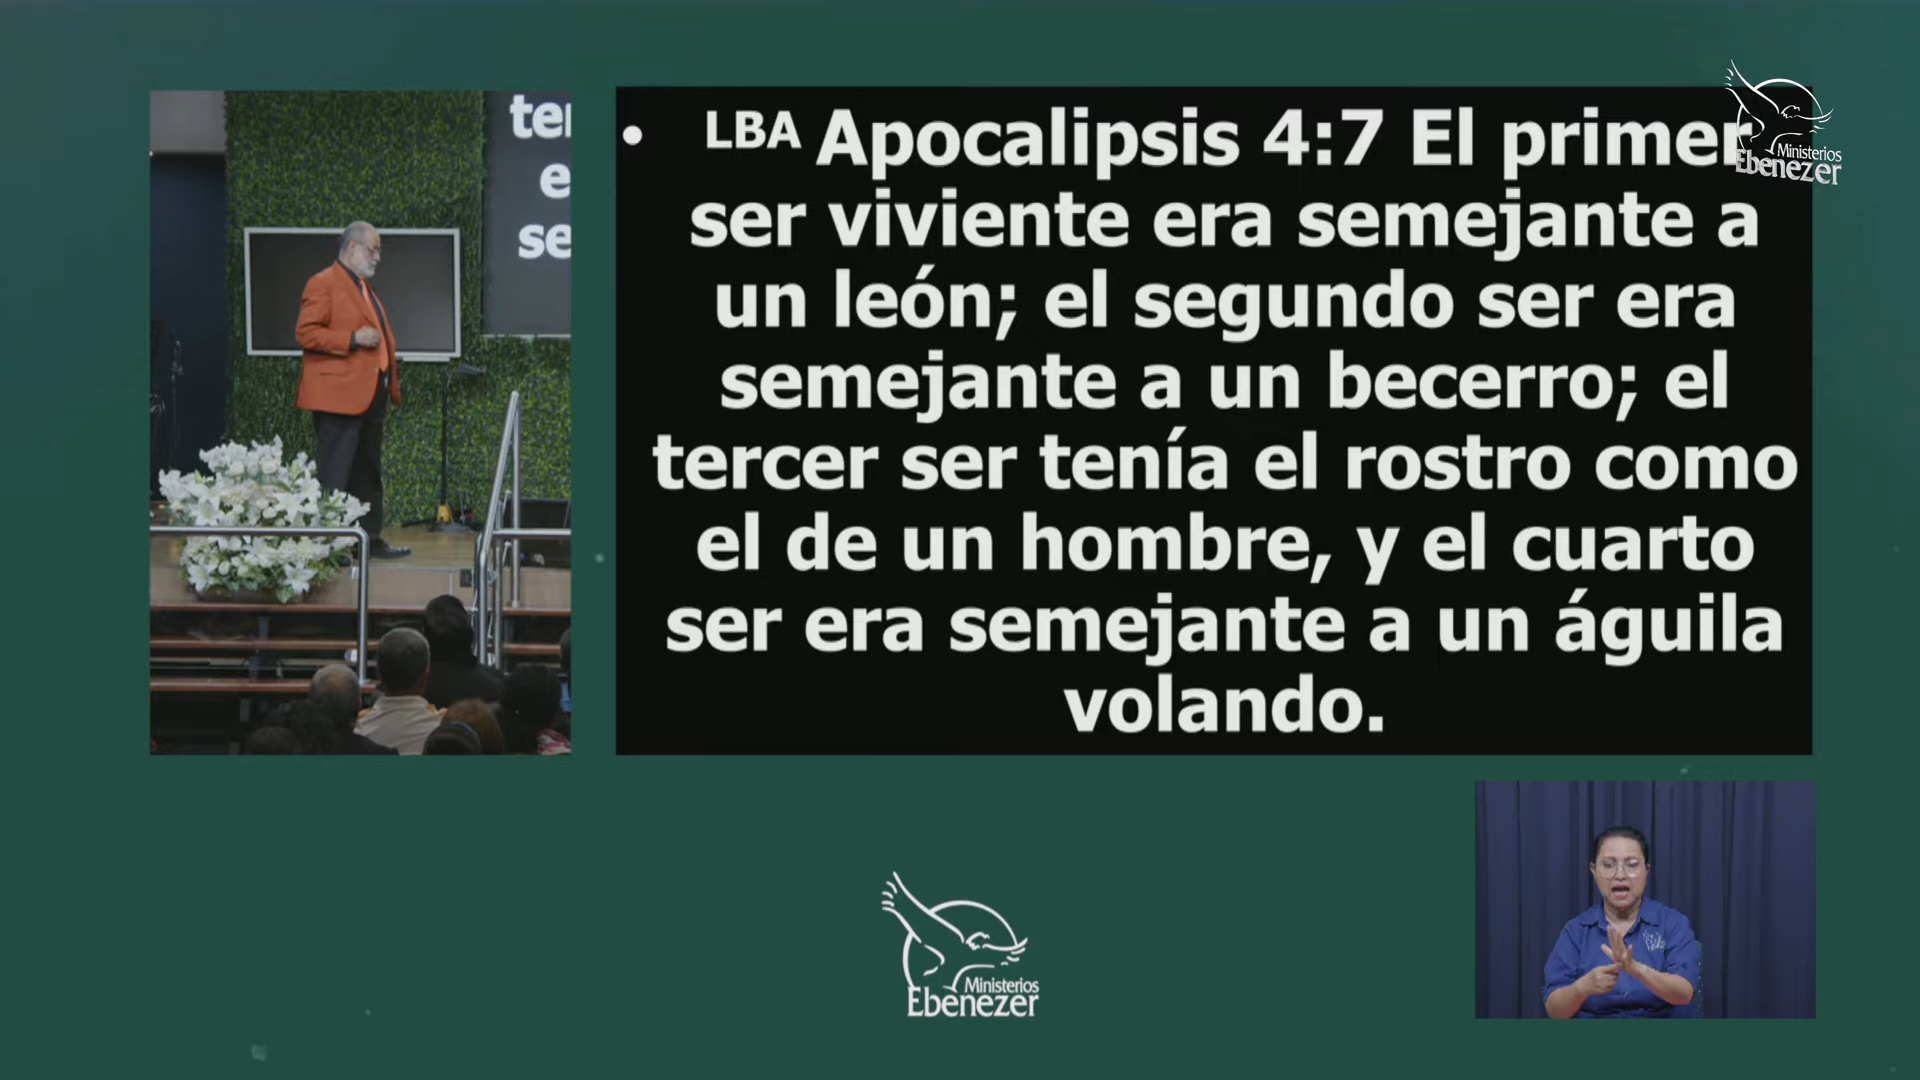 ter
e
se
• LBA Apocalipsis 4:7 El primer
ser viviente era semejante a
un león; el segundo ser era
semejante a un becerro; el
tercer ser tenía el rostro como
el de un hombre, y el cuarto
ser era semejante a un águila
volando.
Ministerios
Ebenezer
Ministerios
Ebenezer